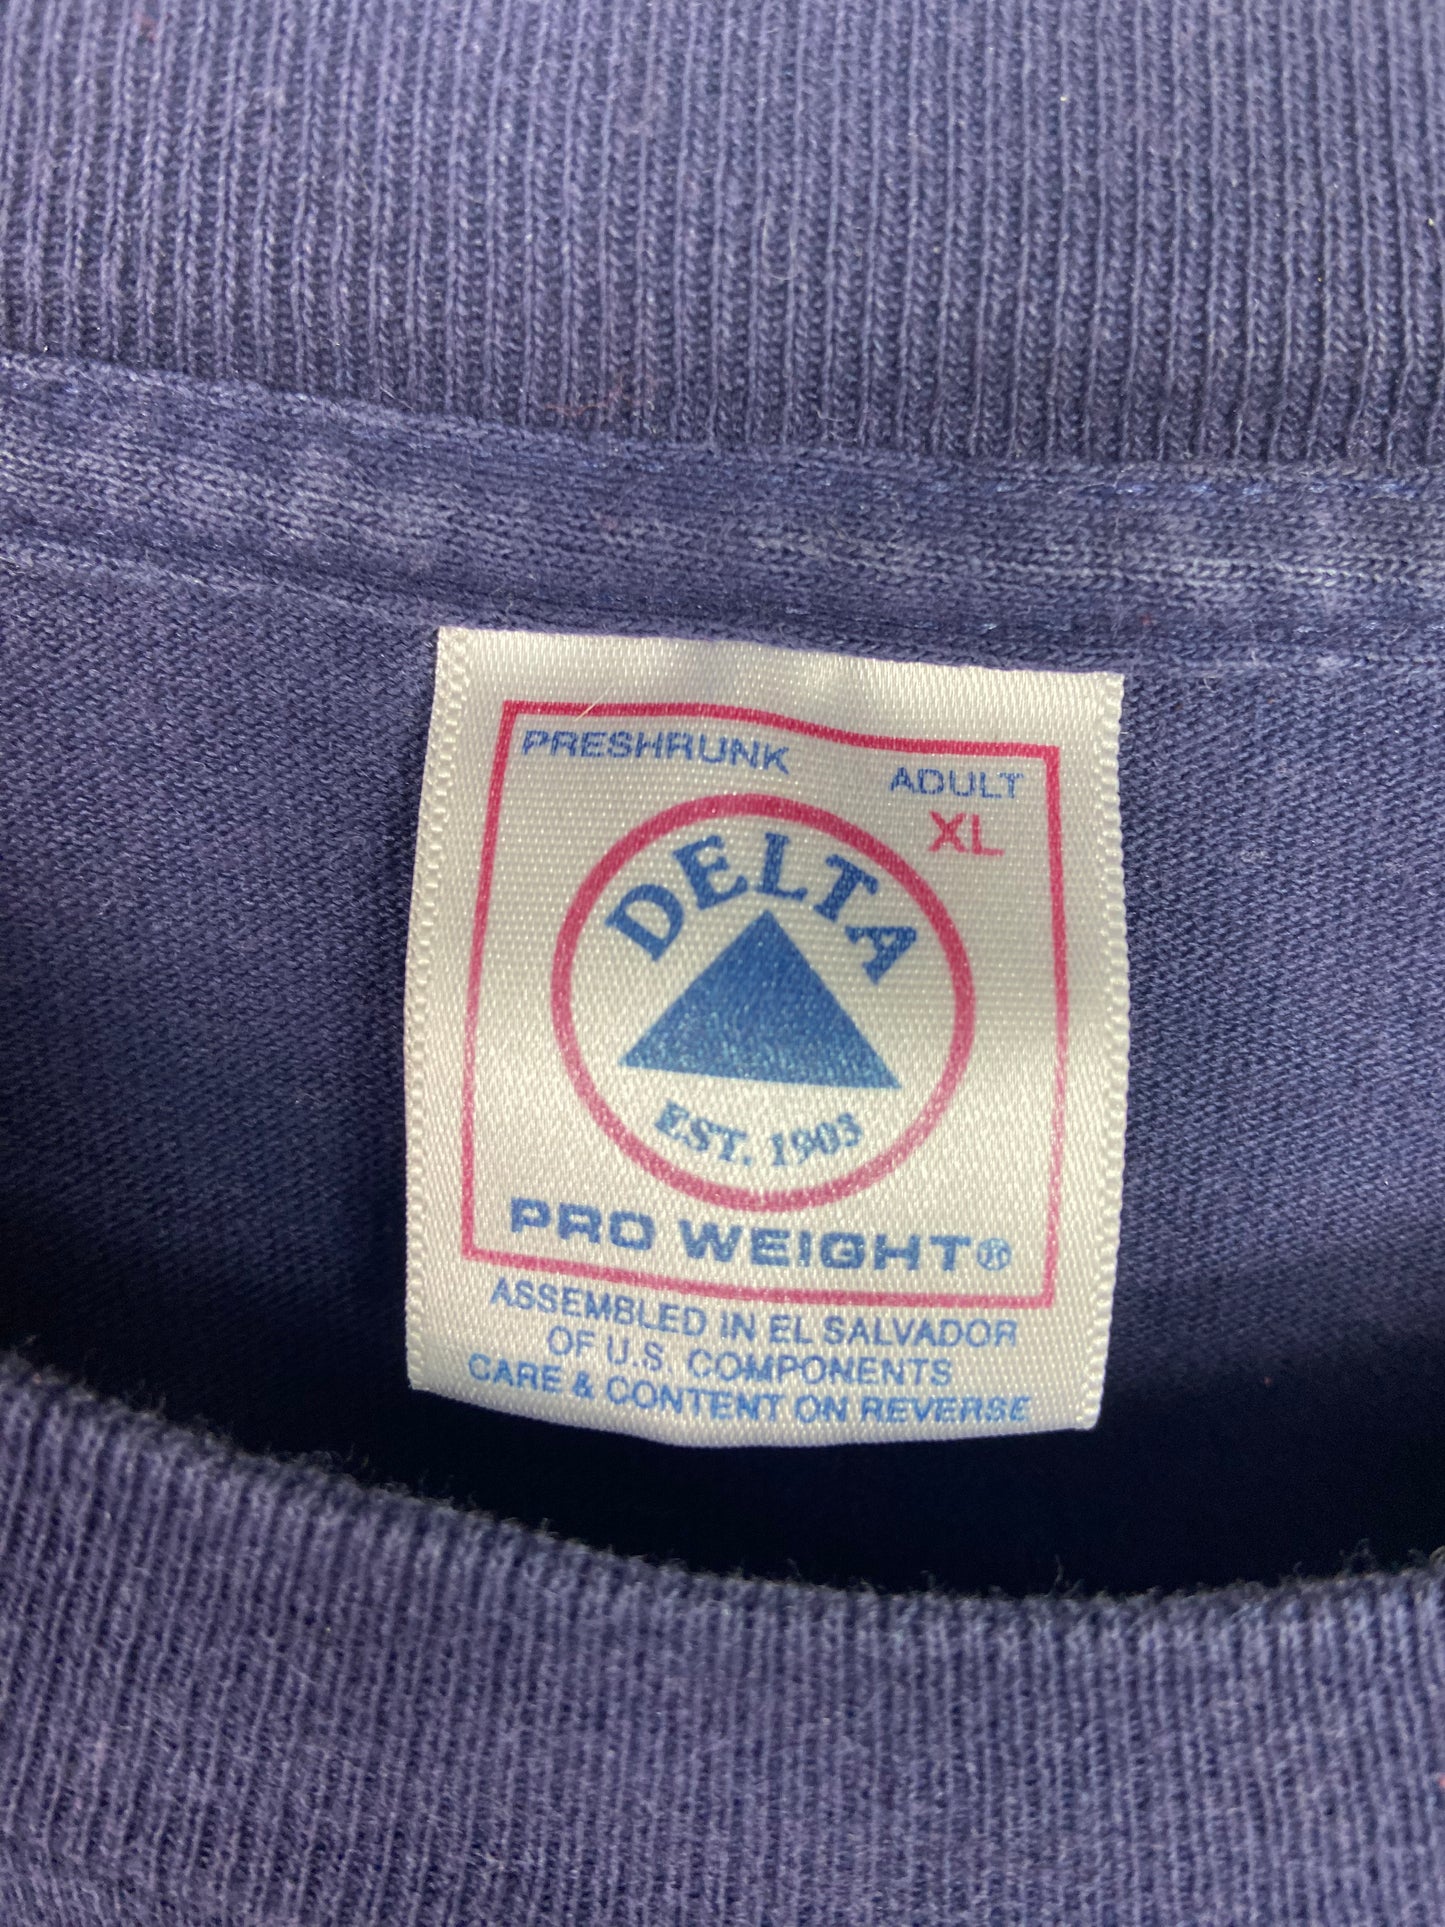 PRESHRUNK
ADULT
XL
DELTA
EST. 1903
PRO WEIGHT®
ASSEMBLED IN EL SALVADOR
OF U.S. COMPONENTS
CARE & CONTENT ON REVERSE